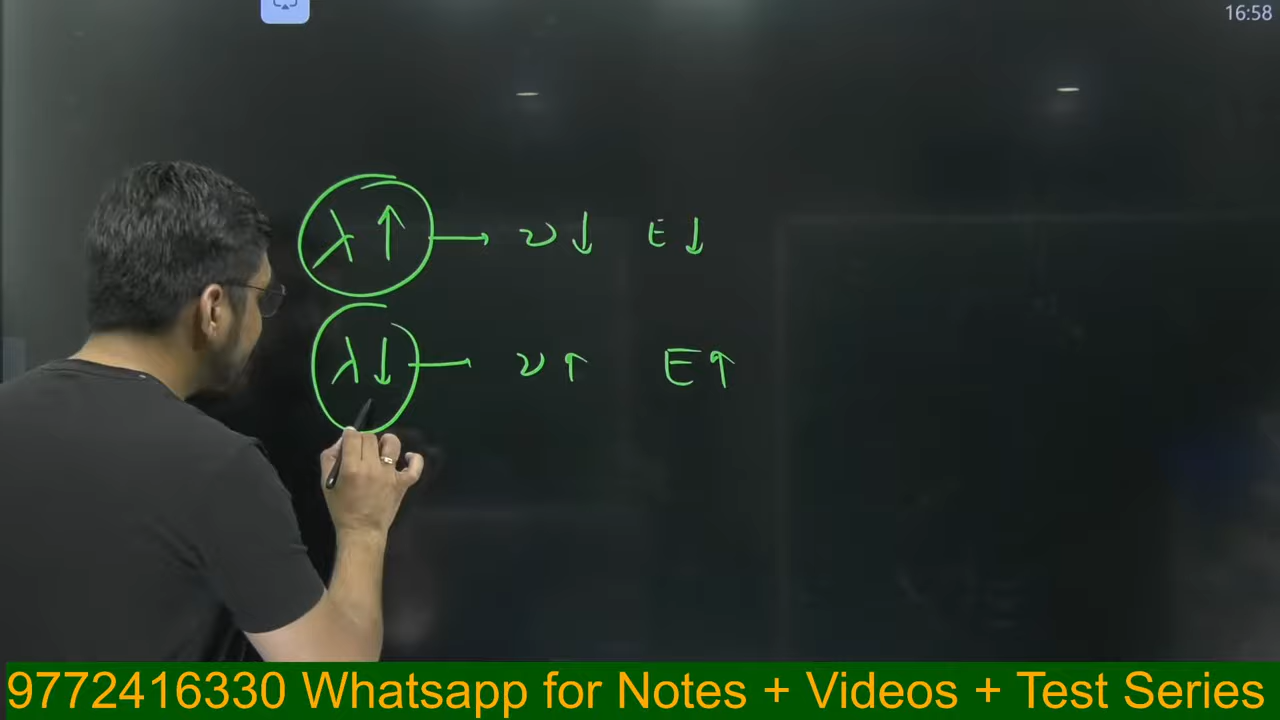 16:58
λ↑ → ν↓ E↓
λ↓ → ν↑ E↑
9772416330 Whatsapp for Notes + Videos + Test Series